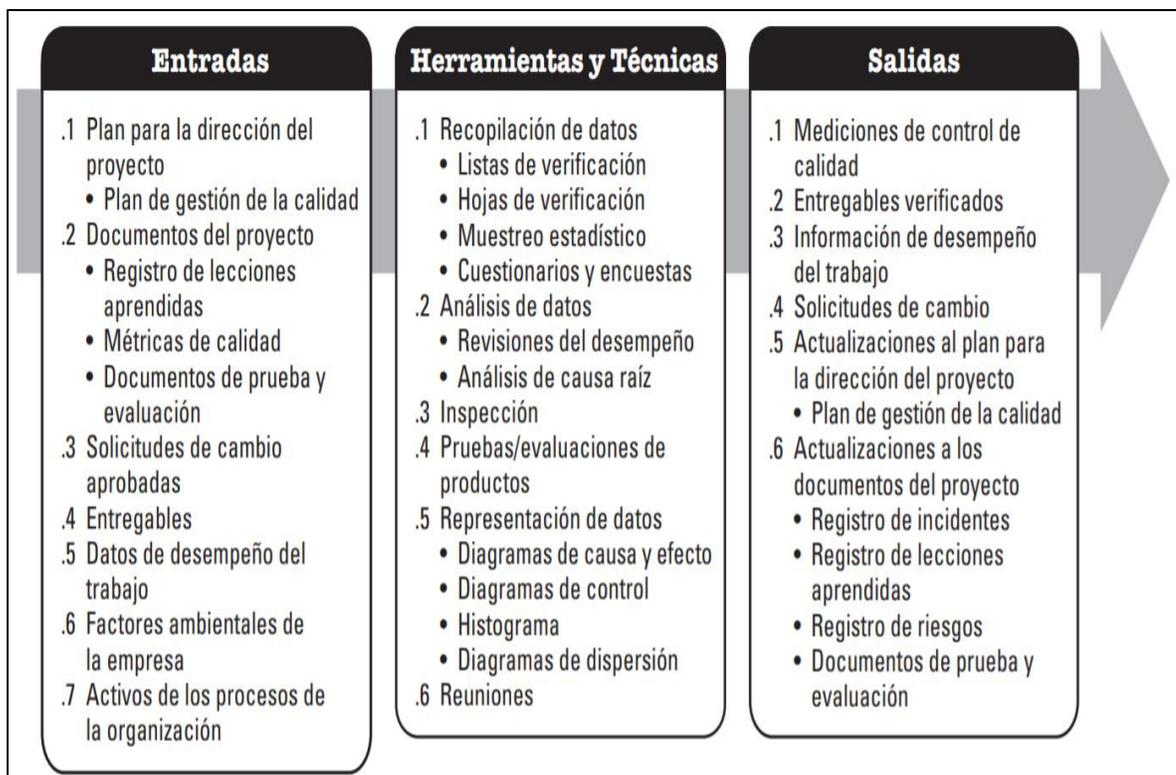 Entradas
.1 Plan para la dirección del
proyecto
• Plan de gestión de la calidad
.2 Documentos del proyecto
• Registro de lecciones
aprendidas
• Métricas de calidad
• Documentos de prueba y
evaluación
.3 Solicitudes de cambio
aprobadas
.4 Entregables
.5 Datos de desempeño del
trabajo
.6 Factores ambientales de
la empresa
.7 Activos de los procesos de
la organización
Herramientas y Técnicas
.1 Recopilación de datos
• Listas de verificación
• Hojas de verificación
• Muestreo estadístico
• Cuestionarios y encuestas
.2 Análisis de datos
• Revisiones del desempeño
• Análisis de causa raíz
.3 Inspección
.4 Pruebas/evaluaciones de
productos
.5 Representación de datos
• Diagramas de causa y efecto
• Diagramas de control
• Histograma
• Diagramas de dispersión
.6 Reuniones
Salidas
.1 Mediciones de control de
calidad
.2 Entregables verificados
.3 Información de desempeño
del trabajo
.4 Solicitudes de cambio
.5 Actualizaciones al plan para
la dirección del proyecto
• Plan de gestión de la calidad
.6 Actualizaciones a los
documentos del proyecto
• Registro de incidentes
• Registro de lecciones
aprendidas
• Registro de riesgos
• Documentos de prueba y
evaluación